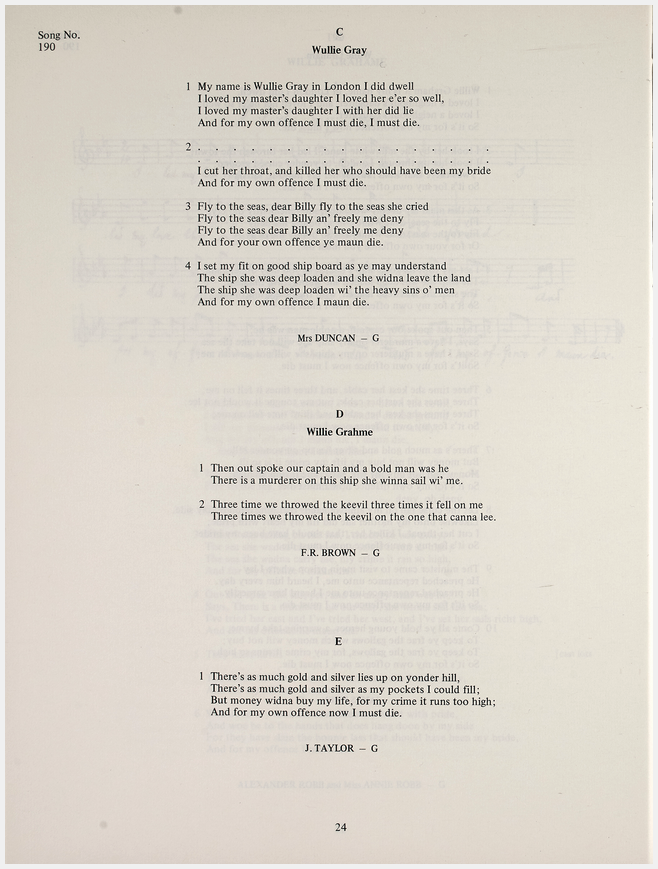 Song No.
190
C
Wullie Gray
1 My name is Wullie Gray in London I did dwell
I loved my master's daughter I loved her e'er so well,
I loved my master's daughter I with her did lie
And for my own offence I must die, I must die.
2 . . . . . . . . . . . . . . . . .
. . . . . . . . . . . . . . . . .
I cut her throat, and killed her who should have been my bride
And for my own offence I must die.
3 Fly to the seas, dear Billy fly to the seas she cried
Fly to the seas dear Billy an' freely me deny
Fly to the seas dear Billy an' freely me deny
And for your own offence ye maun die.
4 I set my fit on good ship board as ye may understand
The ship she was deep loaden and she widna leave the land
The ship she was deep loaden wi' the heavy sins o' men
And for my own offence I maun die.
Mrs DUNCAN – G
D
Willie Grahme
1 Then out spoke our captain and a bold man was he
There is a murderer on this ship she winna sail wi' me.
2 Three time we throwed the keevil three times it fell on me
Three times we throwed the keevil on the one that canna lee.
F.R. BROWN – G
E
1 There's as much gold and silver lies up on yonder hill,
There's as much gold and silver as my pockets I could fill;
But money widna buy my life, for my crime it runs too high;
And for my own offence now I must die.
J. TAYLOR – G
24